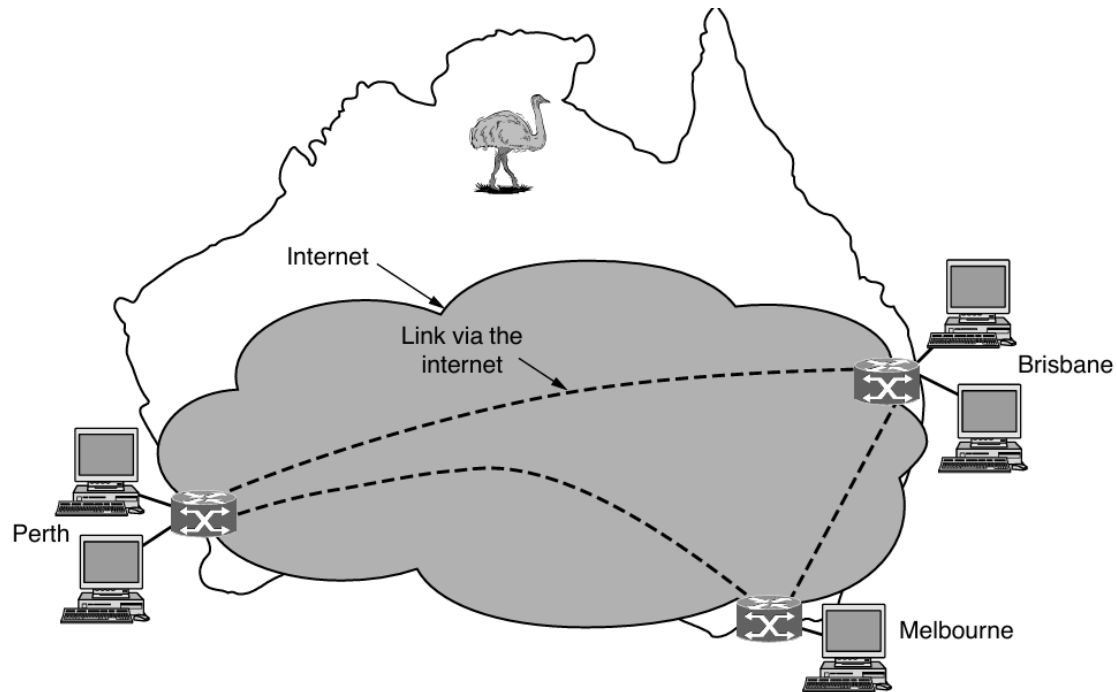 Internet
Link via the
internet
Brisbane
Perth
Melbourne